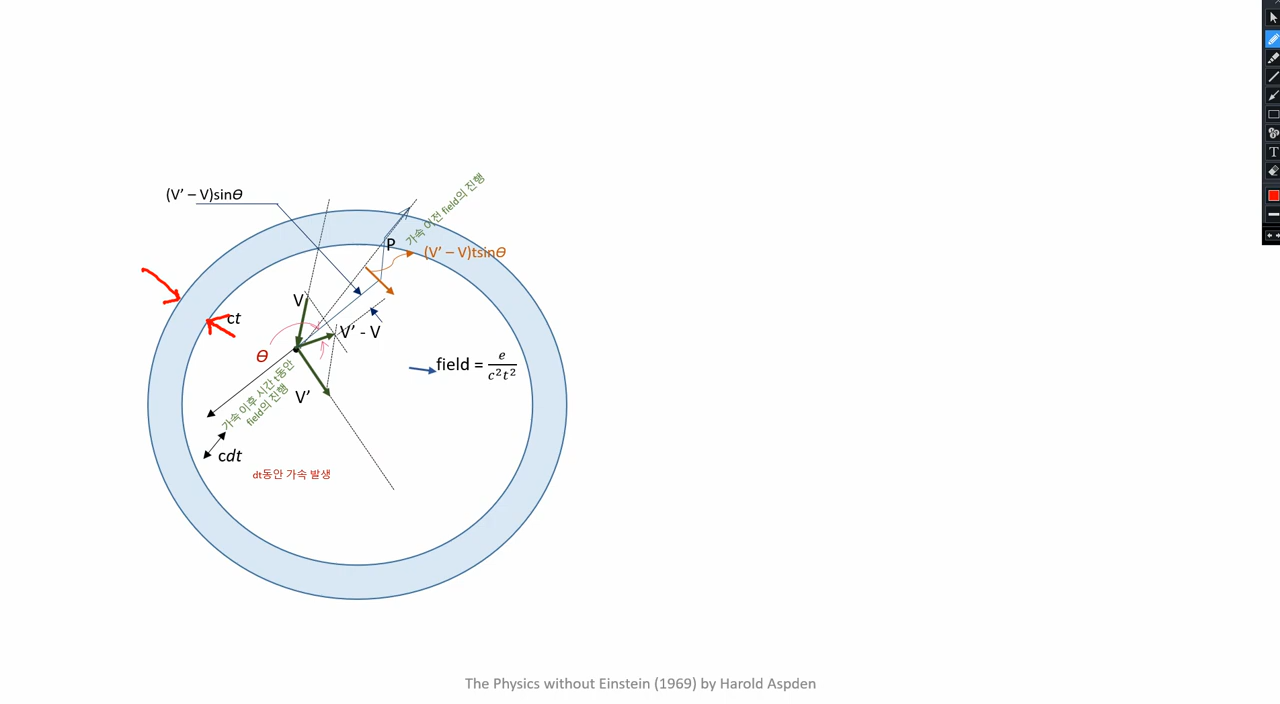 (V’ – V)sinθ
가속 이전 field의 진행
P
(V’ – V)tsinθ
V
ct
V’ - V
θ
field = e/c²t²
가속 이후 시간 t동안
field의 진행
V’
cdt
dt동안 가속 발생
The Physics without Einstein (1969) by Harold Aspden
T